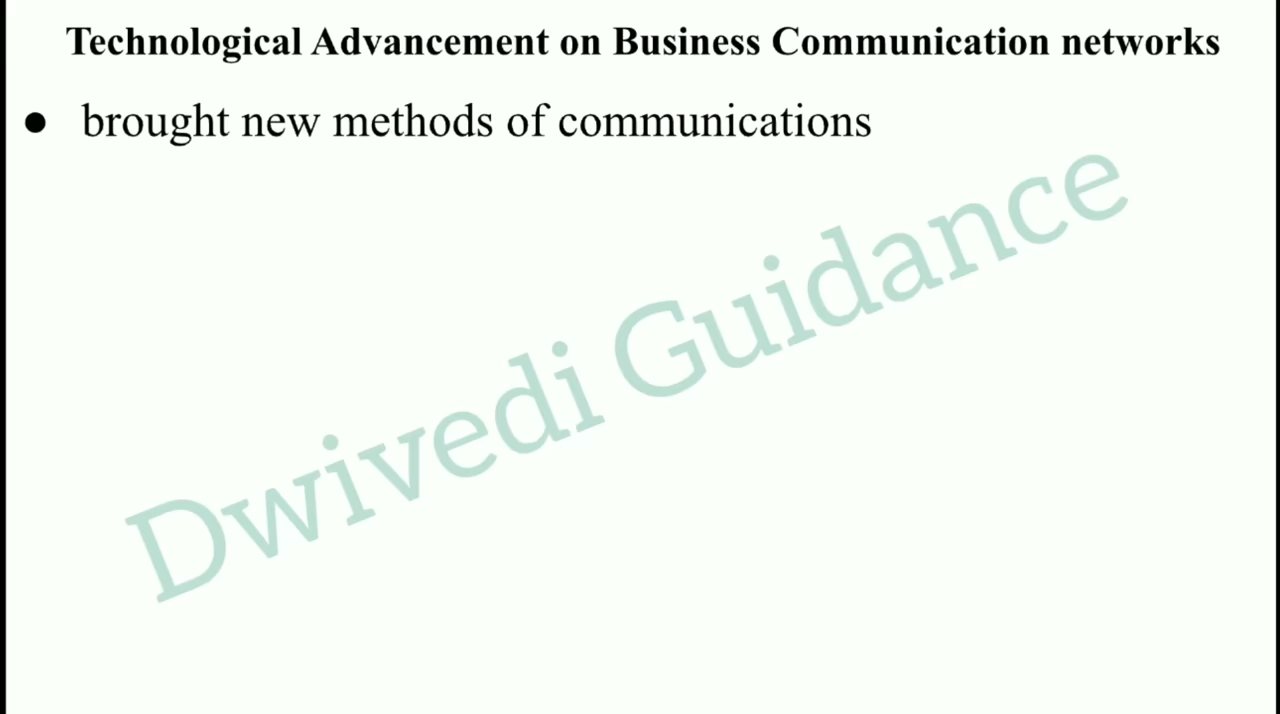 Technological Advancement on Business Communication networks
● brought new methods of communications
Dwivedi Guidance